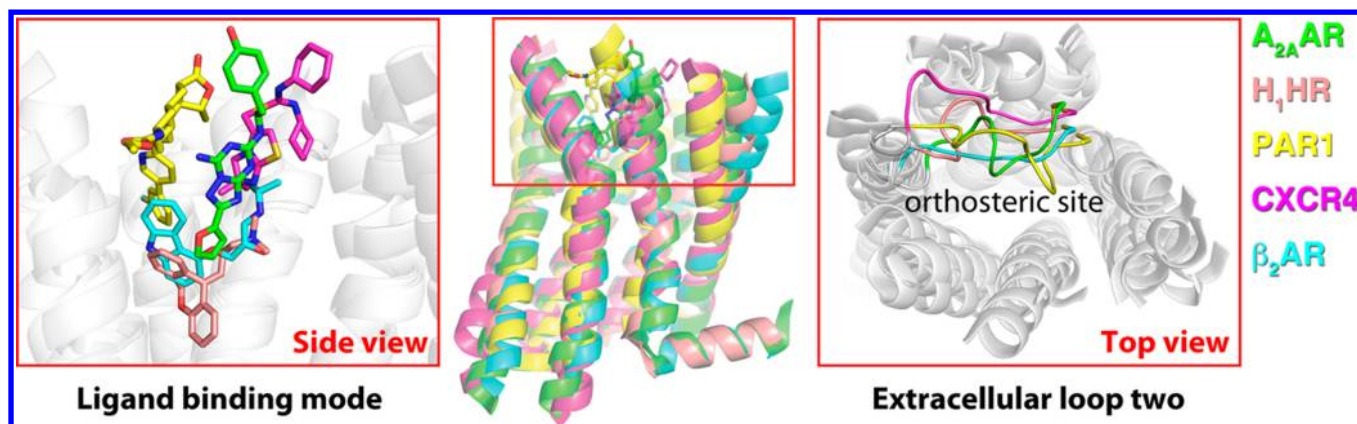 Side view
Ligand binding mode
orthosteric site
Top view
Extracellular loop two
A₂ₐAR
H₁HR
PAR1
CXCR4
β₂AR